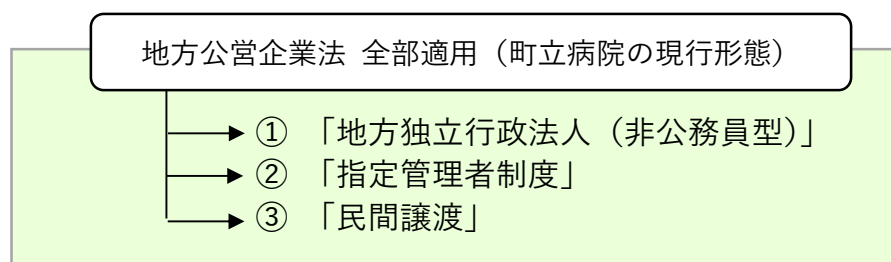 地方公営企業法 全部適用（町立病院の現行形態）
① 「地方独立行政法人（非公務員型）」
② 「指定管理者制度」
③ 「民間譲渡」